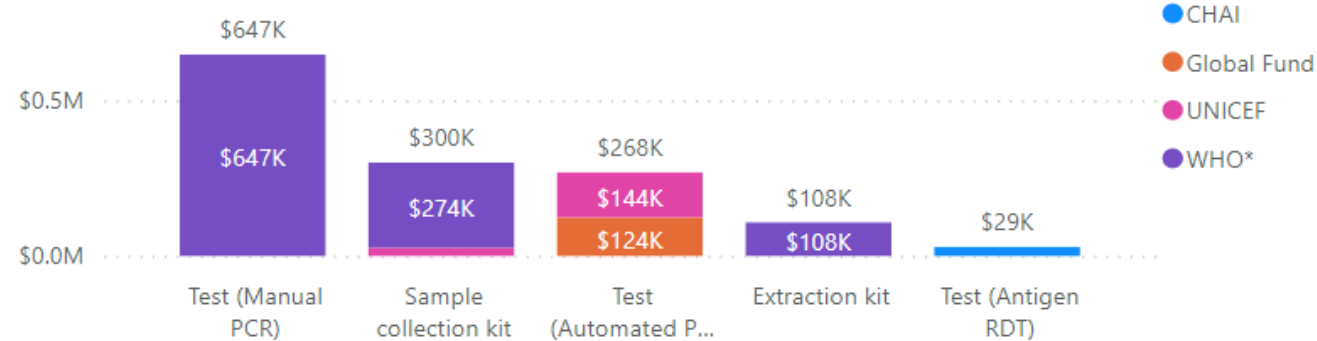 $647K
$0.5M
$647K
$300K
$274K
$268K
$144K
$124K
$108K
$108K
$29K
$0.0M
Test (Manual
PCR)
Sample
collection kit
Test
(Automated P...
Extraction kit
Test (Antigen
RDT)
CHAI
Global Fund
UNICEF
WHO*